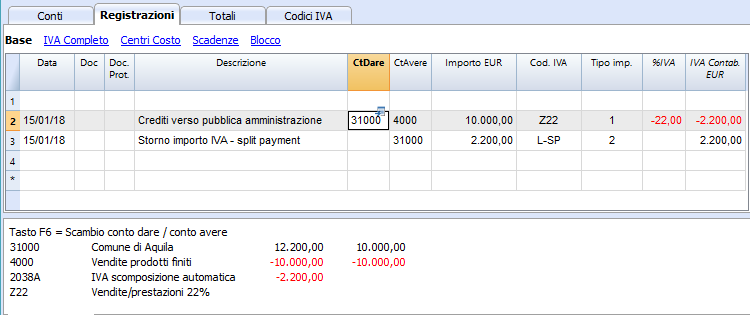 Conti Registrazioni Totali Codici IVA
Base IVA Completo Centri Costo Scadenze Blocco
Data Doc Doc. Prot. Descrizione CtDare CtAvere Importo EUR Cod. IVA Tipo imp. %IVA IVA Contab. EUR
1
2 15/01/18 Crediti verso pubblica amministrazione 31000 4000 10.000,00 Z22 1 -22,00 -2.200,00
3 15/01/18 Storno importo IVA - split payment 31000 2.200,00 L-SP 2 2.200,00
4
*
Tasto F6 = Scambio conto dare / conto avere
31000 Comune di Aquila 12.200,00 10.000,00
4000 Vendite prodotti finiti -10.000,00 -10.000,00
2038A IVA scomposizione automatica -2.200,00
Z22 Vendite/prestazioni 22%